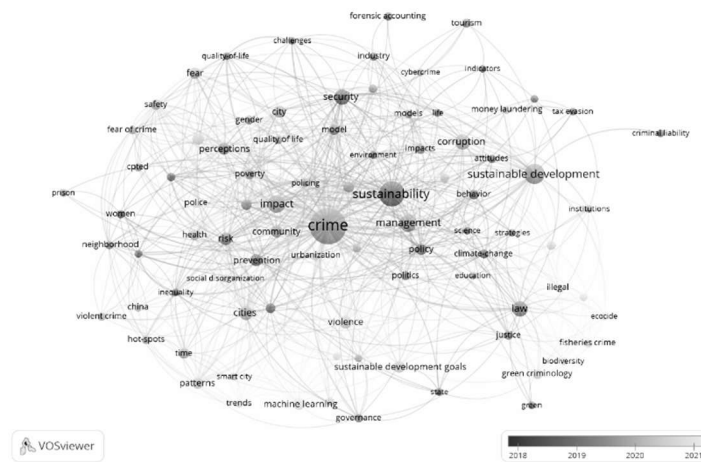 forensic accounting
tourism
challenges
quality-of-life
industry
fear
cybercrime
indicators
safety
security
city
models
life
money laundering
tax evasion
gender
fear of crime
model
quality of life
criminal liability
corruption
perceptions
impacts
environment
attitudes
cpted
poverty
sustainable development
policing
prison
sustainability
behavior
women
police
impact
institutions
crime
management
science
strategies
health
risk
community
neighborhood
policy
urbanization
climate-change
prevention
politics
education
social disorganization
illegal
inequality
china
violent crime
cities
law
ecocide
violence
justice
fisheries crime
hot-spots
time
biodiversity
sustainable development goals
green criminology
smart city
patterns
state
trends
machine learning
green
governance
VOSviewer
2018 2019 2020 2021